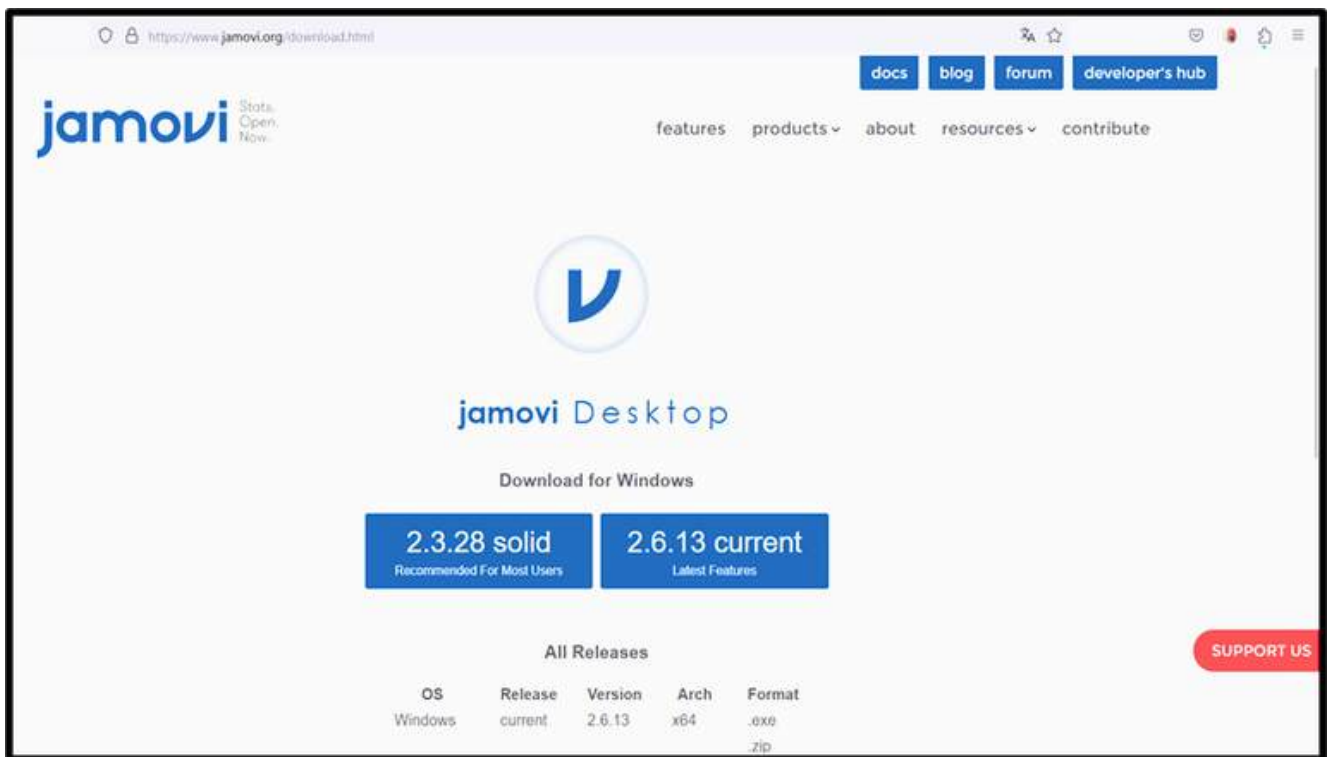 https://www.jamovi.org/download.html
docs blog forum developer's hub
jamovi Stats. Open. Now.
features products about resources contribute
jamovi Desktop
Download for Windows
2.3.28 solid 2.6.13 current
Recommended For Most Users Latest Features
SUPPORT US
All Releases
OS Release Version Arch Format
Windows current 2.6.13 x64 .exe
.zip